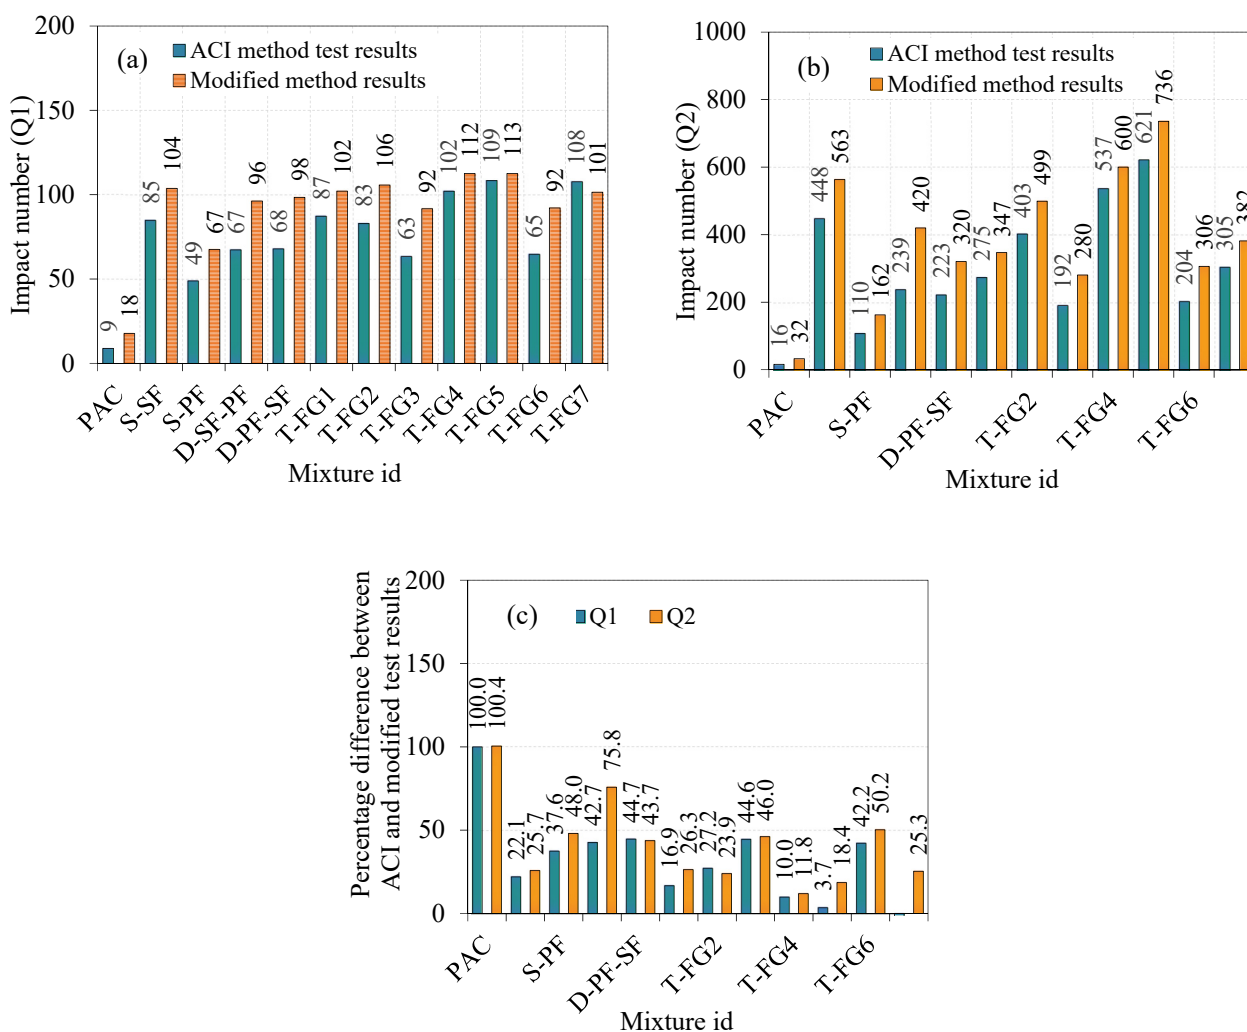 200
150
100
50
0
Impact number (Q1)
(a)
ACI method test results
Modified method results
9
18
85
104
49
67
67
96
68
98
87
102
83
106
63
92
102
112
109
113
65
92
108
101
PAC
S-SF
S-PF
D-SF-PF
D-PF-SF
T-FG1
T-FG2
T-FG3
T-FG4
T-FG5
T-FG6
T-FG7
Mixture id
1000
800
600
400
200
0
Impact number (Q2)
(b)
ACI method test results
Modified method results
16
32
448
563
110
162
239
420
223
320
275
347
403
499
192
280
537
600
621
736
204
306
305
382
PAC
S-PF
D-PF-SF
T-FG2
T-FG4
T-FG6
Mixture id
200
150
100
50
0
Percentage difference between
ACI and modified test results
(c)
Q1
Q2
100.0
100.4
22.1
25.7
37.6
48.0
42.7
75.8
44.7
43.7
16.9
26.3
27.2
23.9
44.6
46.0
10.0
11.8
3.7
18.4
42.2
50.2
25.3
PAC
S-PF
D-PF-SF
T-FG2
T-FG4
T-FG6
Mixture id